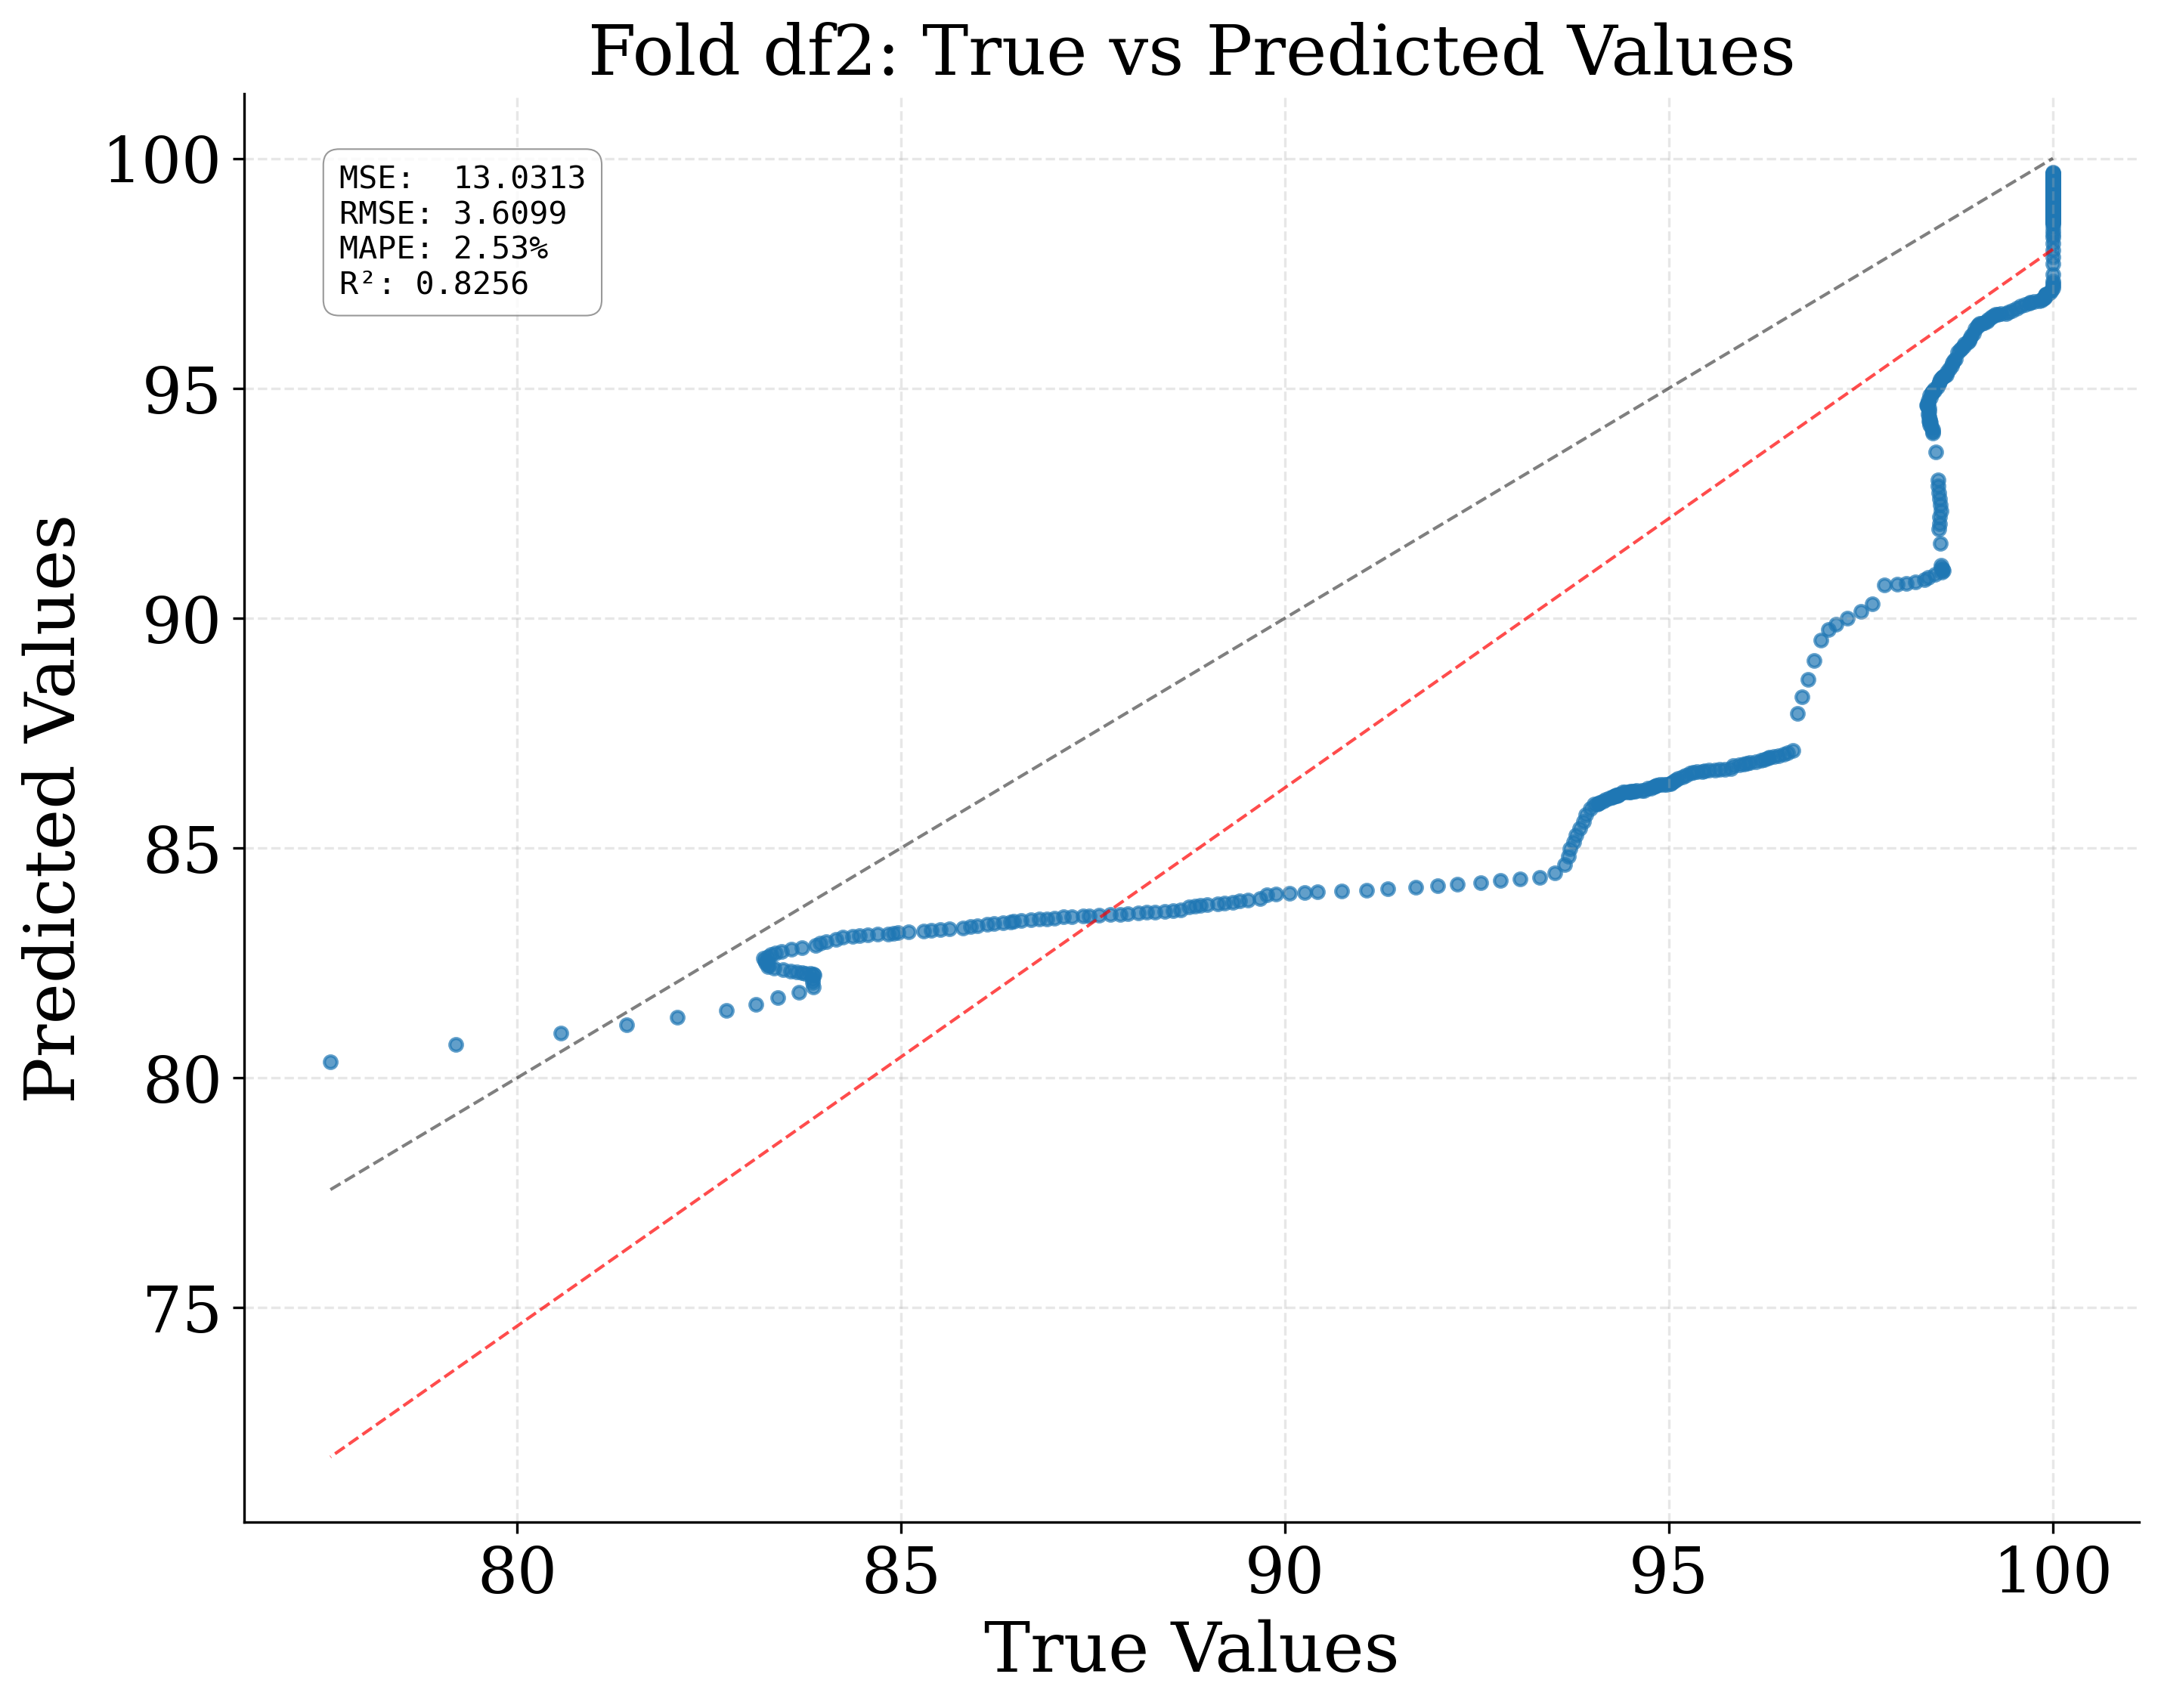 Fold df2: True vs Predicted Values
MSE:  13.0313
RMSE: 3.6099
MAPE: 2.53%
R²: 0.8256
Predicted Values
100
95
90
85
80
75
80 85 90 95 100
True Values